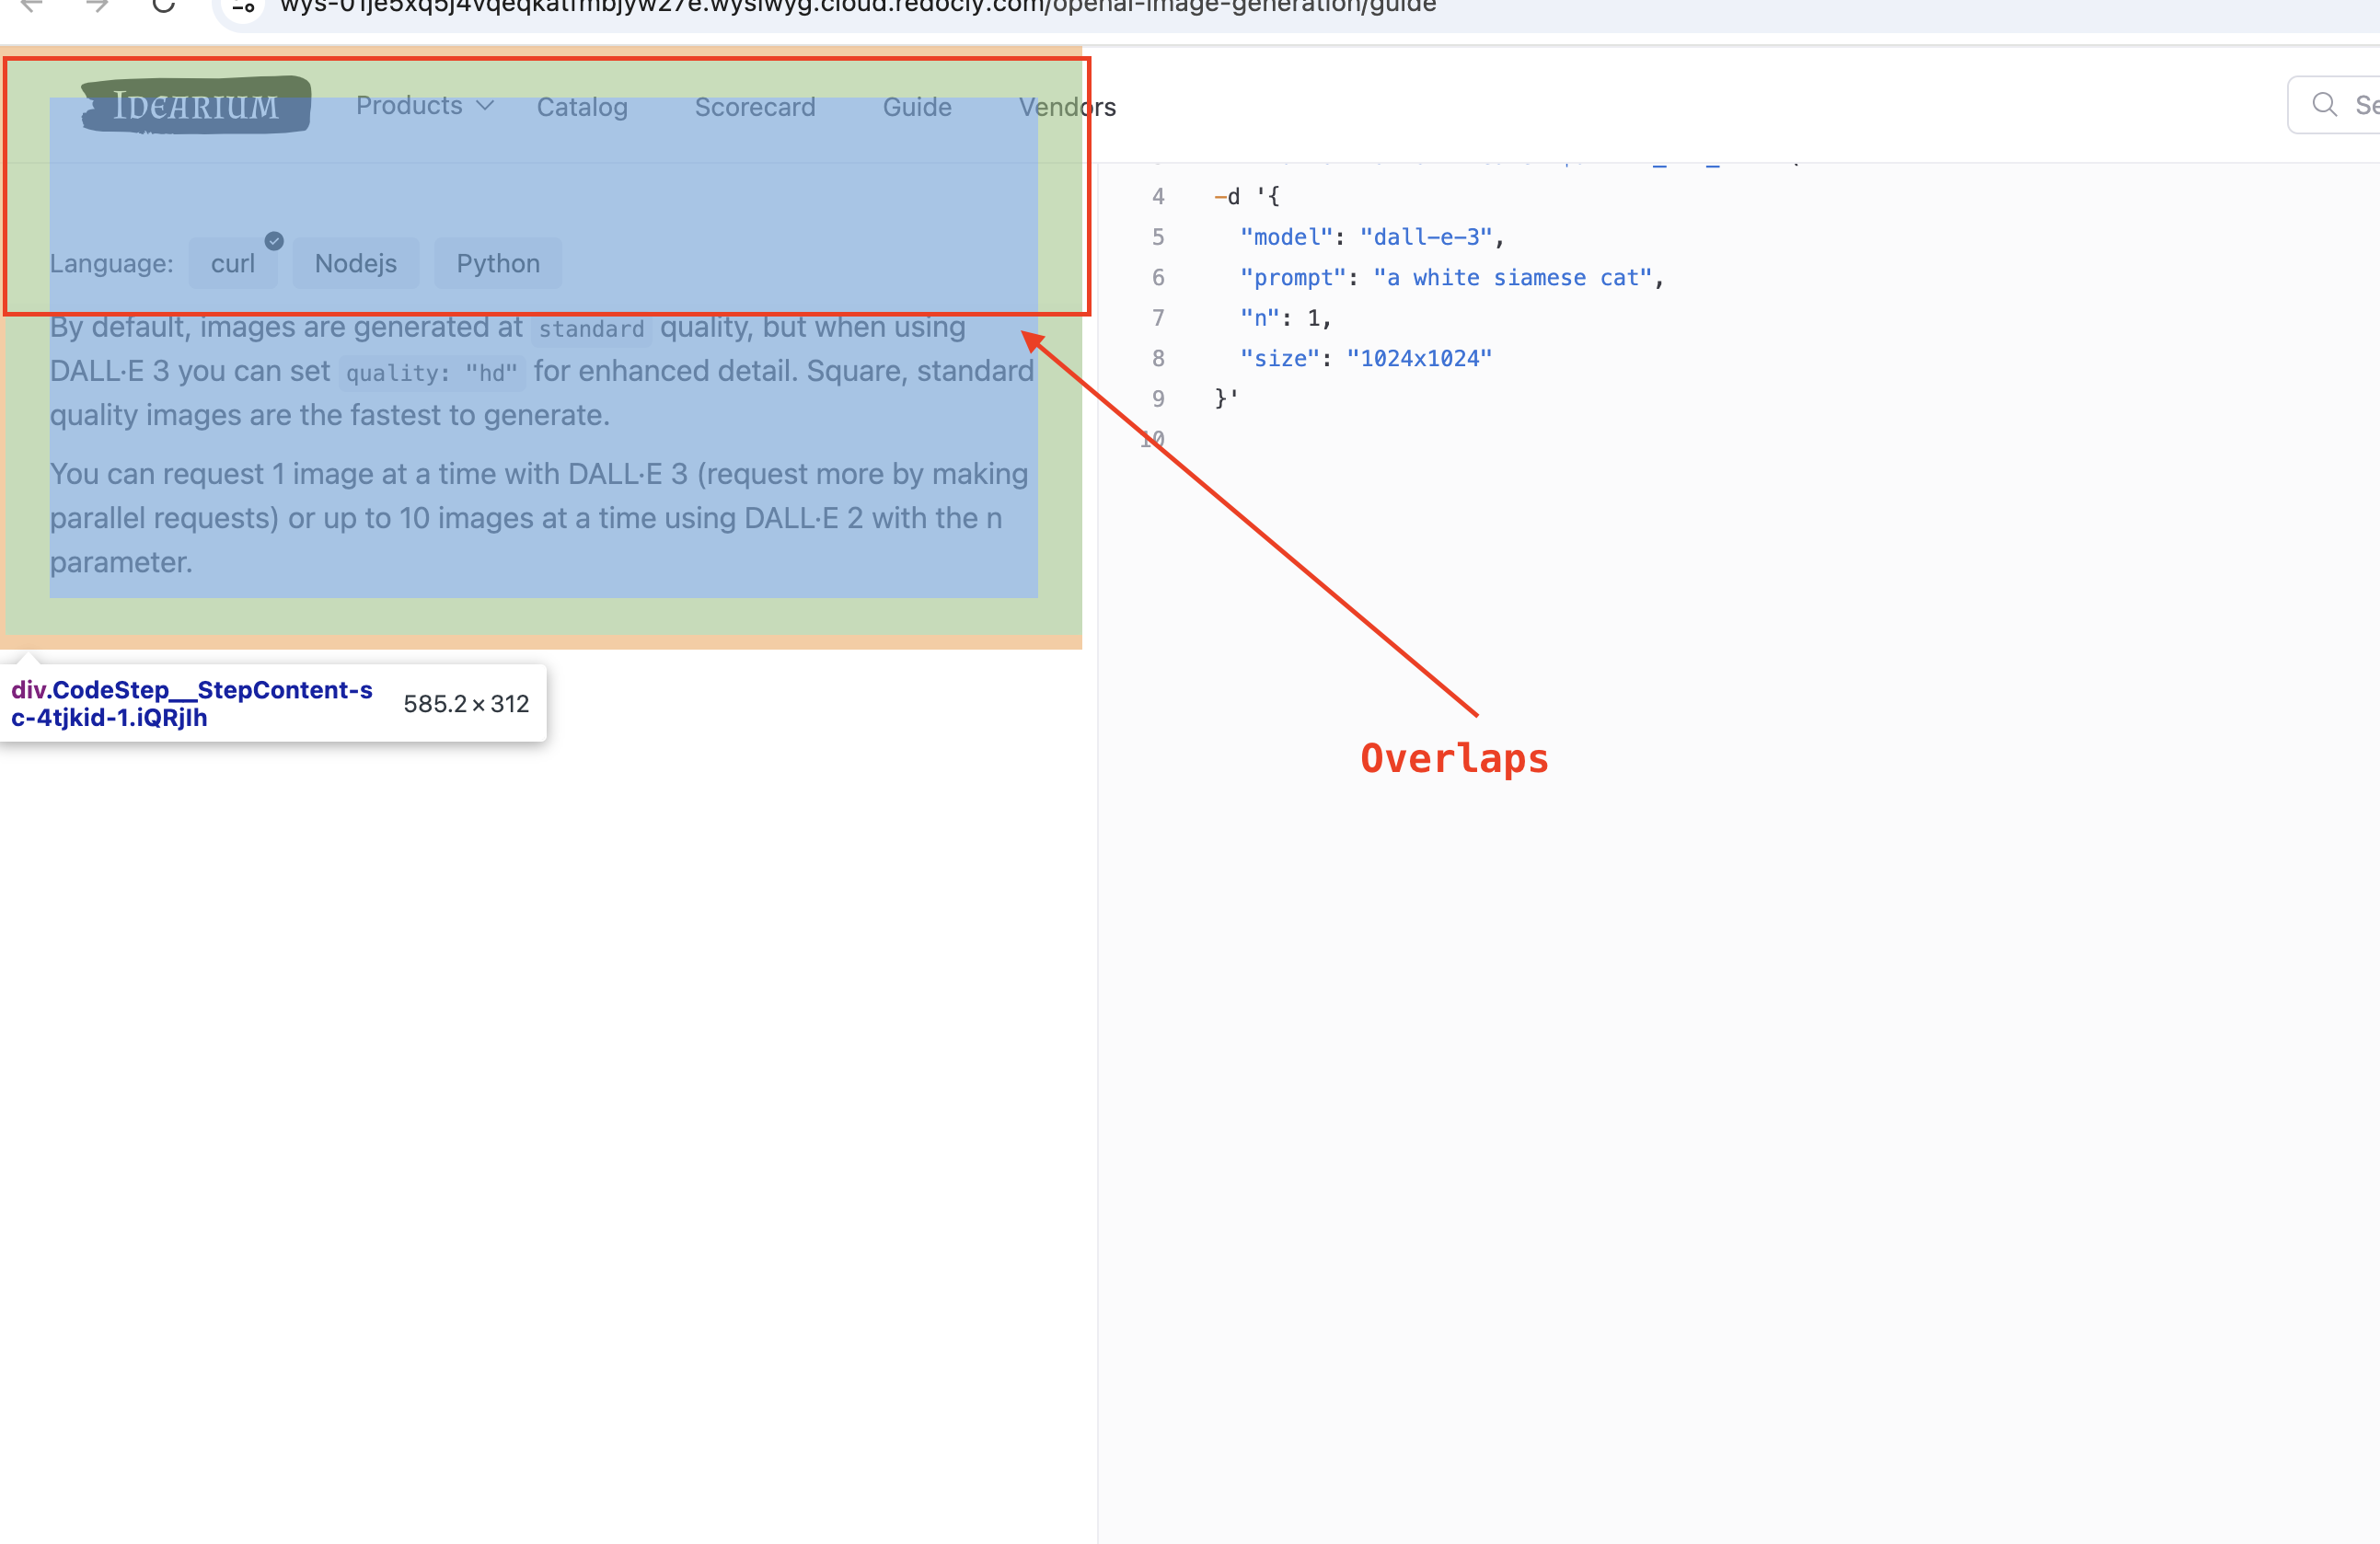 wys-01je5xq5j4vqeqkatfmbjyw27e.wysiwyg.cloud.redocly.com/openai-image-generation/guide
IDEARIUM
Products
Catalog
Scorecard
Guide
Vendors
Language:
curl
Nodejs
Python
By default, images are generated at standard quality, but when using
DALL·E 3 you can set quality: "hd" for enhanced detail. Square, standard
quality images are the fastest to generate.
You can request 1 image at a time with DALL·E 3 (request more by making
parallel requests) or up to 10 images at a time using DALL·E 2 with the n
parameter.
div.CodeStep__StepContent-s
c-4tjkid-1.iQRjIh
585.2 × 312
4 -d '{
5 "model": "dall-e-3",
6 "prompt": "a white siamese cat",
7 "n": 1,
8 "size": "1024x1024"
9 }'
10
Overlaps